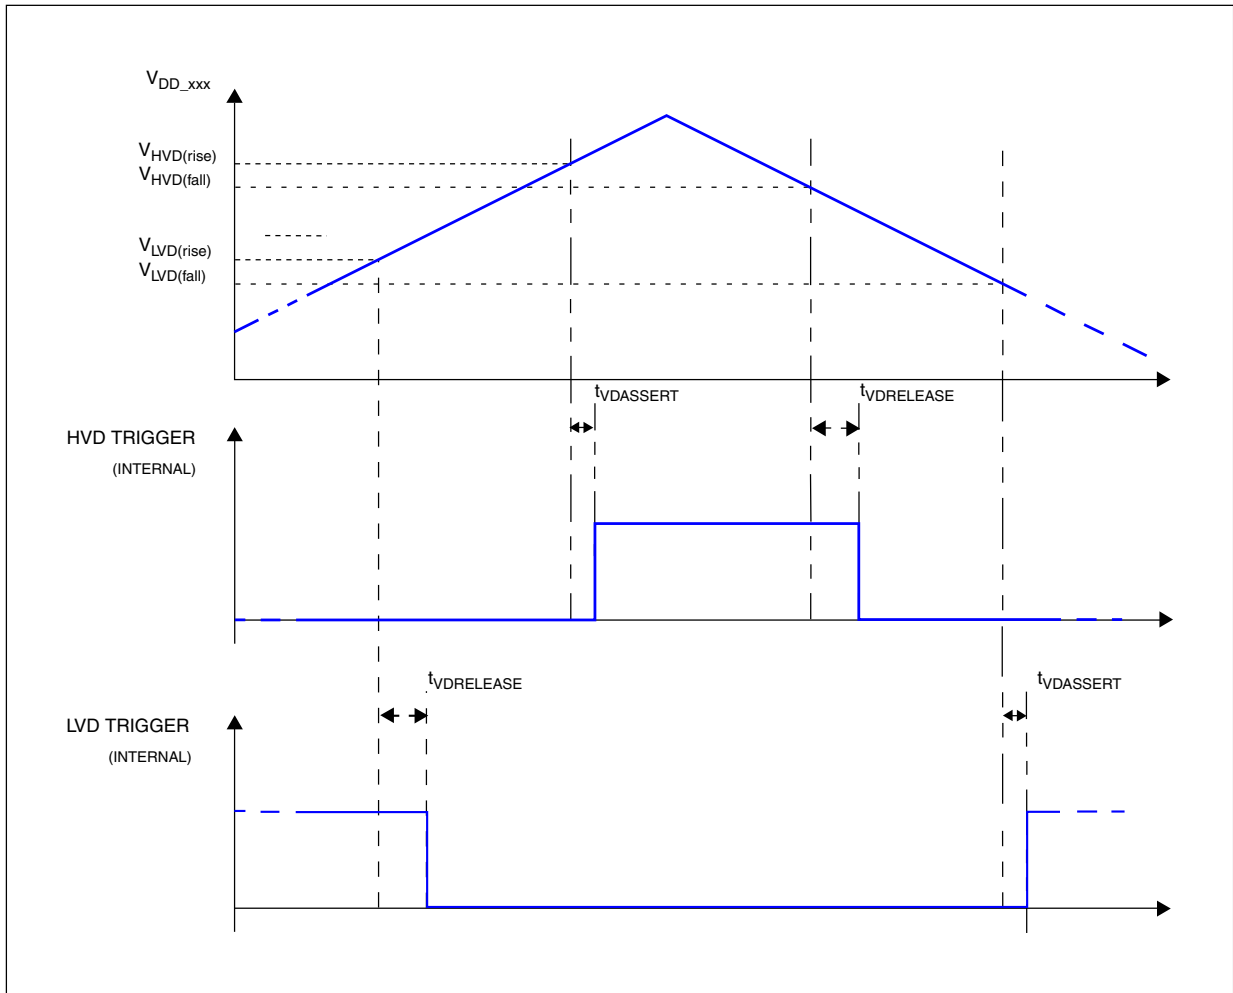 VDD_xxx
VHVD(rise)
VHVD(fall)
VLVD(rise)
VLVD(fall)
tVDASSERT
tVDRELEASE
HVD TRIGGER
(INTERNAL)
tVDRELEASE
tVDASSERT
LVD TRIGGER
(INTERNAL)